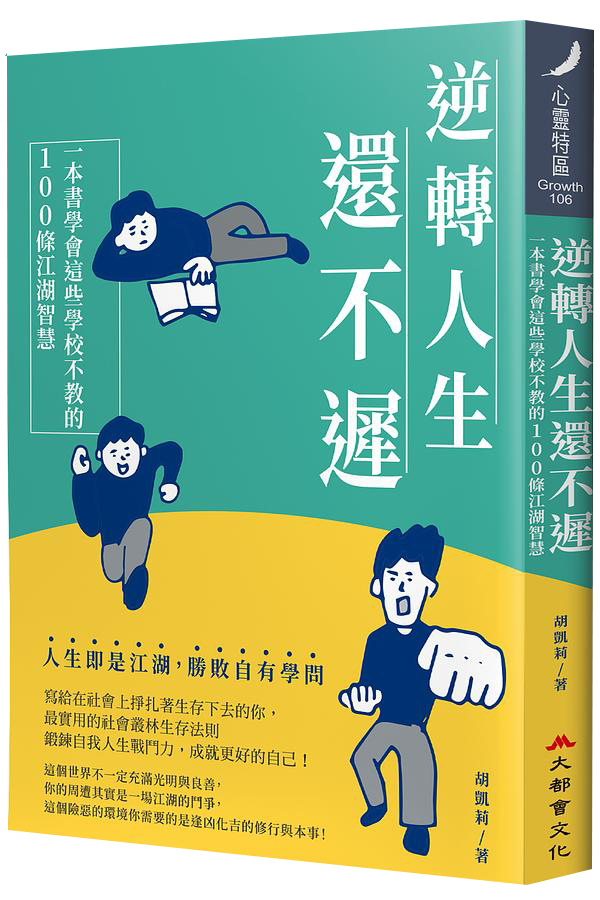 逆轉人生
還不遲
一本書學會這些學校不教的
100條江湖智慧
人生即是江湖，勝敗自有學問
寫給在社會上掙扎著生存下去的你，
最實用的社會叢林生存法則
鍛鍊自我人生戰鬥力，成就更好的自己！
這個世界不一定充滿光明與良善，
你的周遭其實是一場江湖的鬥爭，
這個險惡的環境你需要的是逢凶化吉的修行與本事！
胡凱莉／著
心靈特區
Growth
106
逆轉人生還不遲
一本書學會這些學校不教的100條江湖智慧
胡凱莉／著
大都會文化